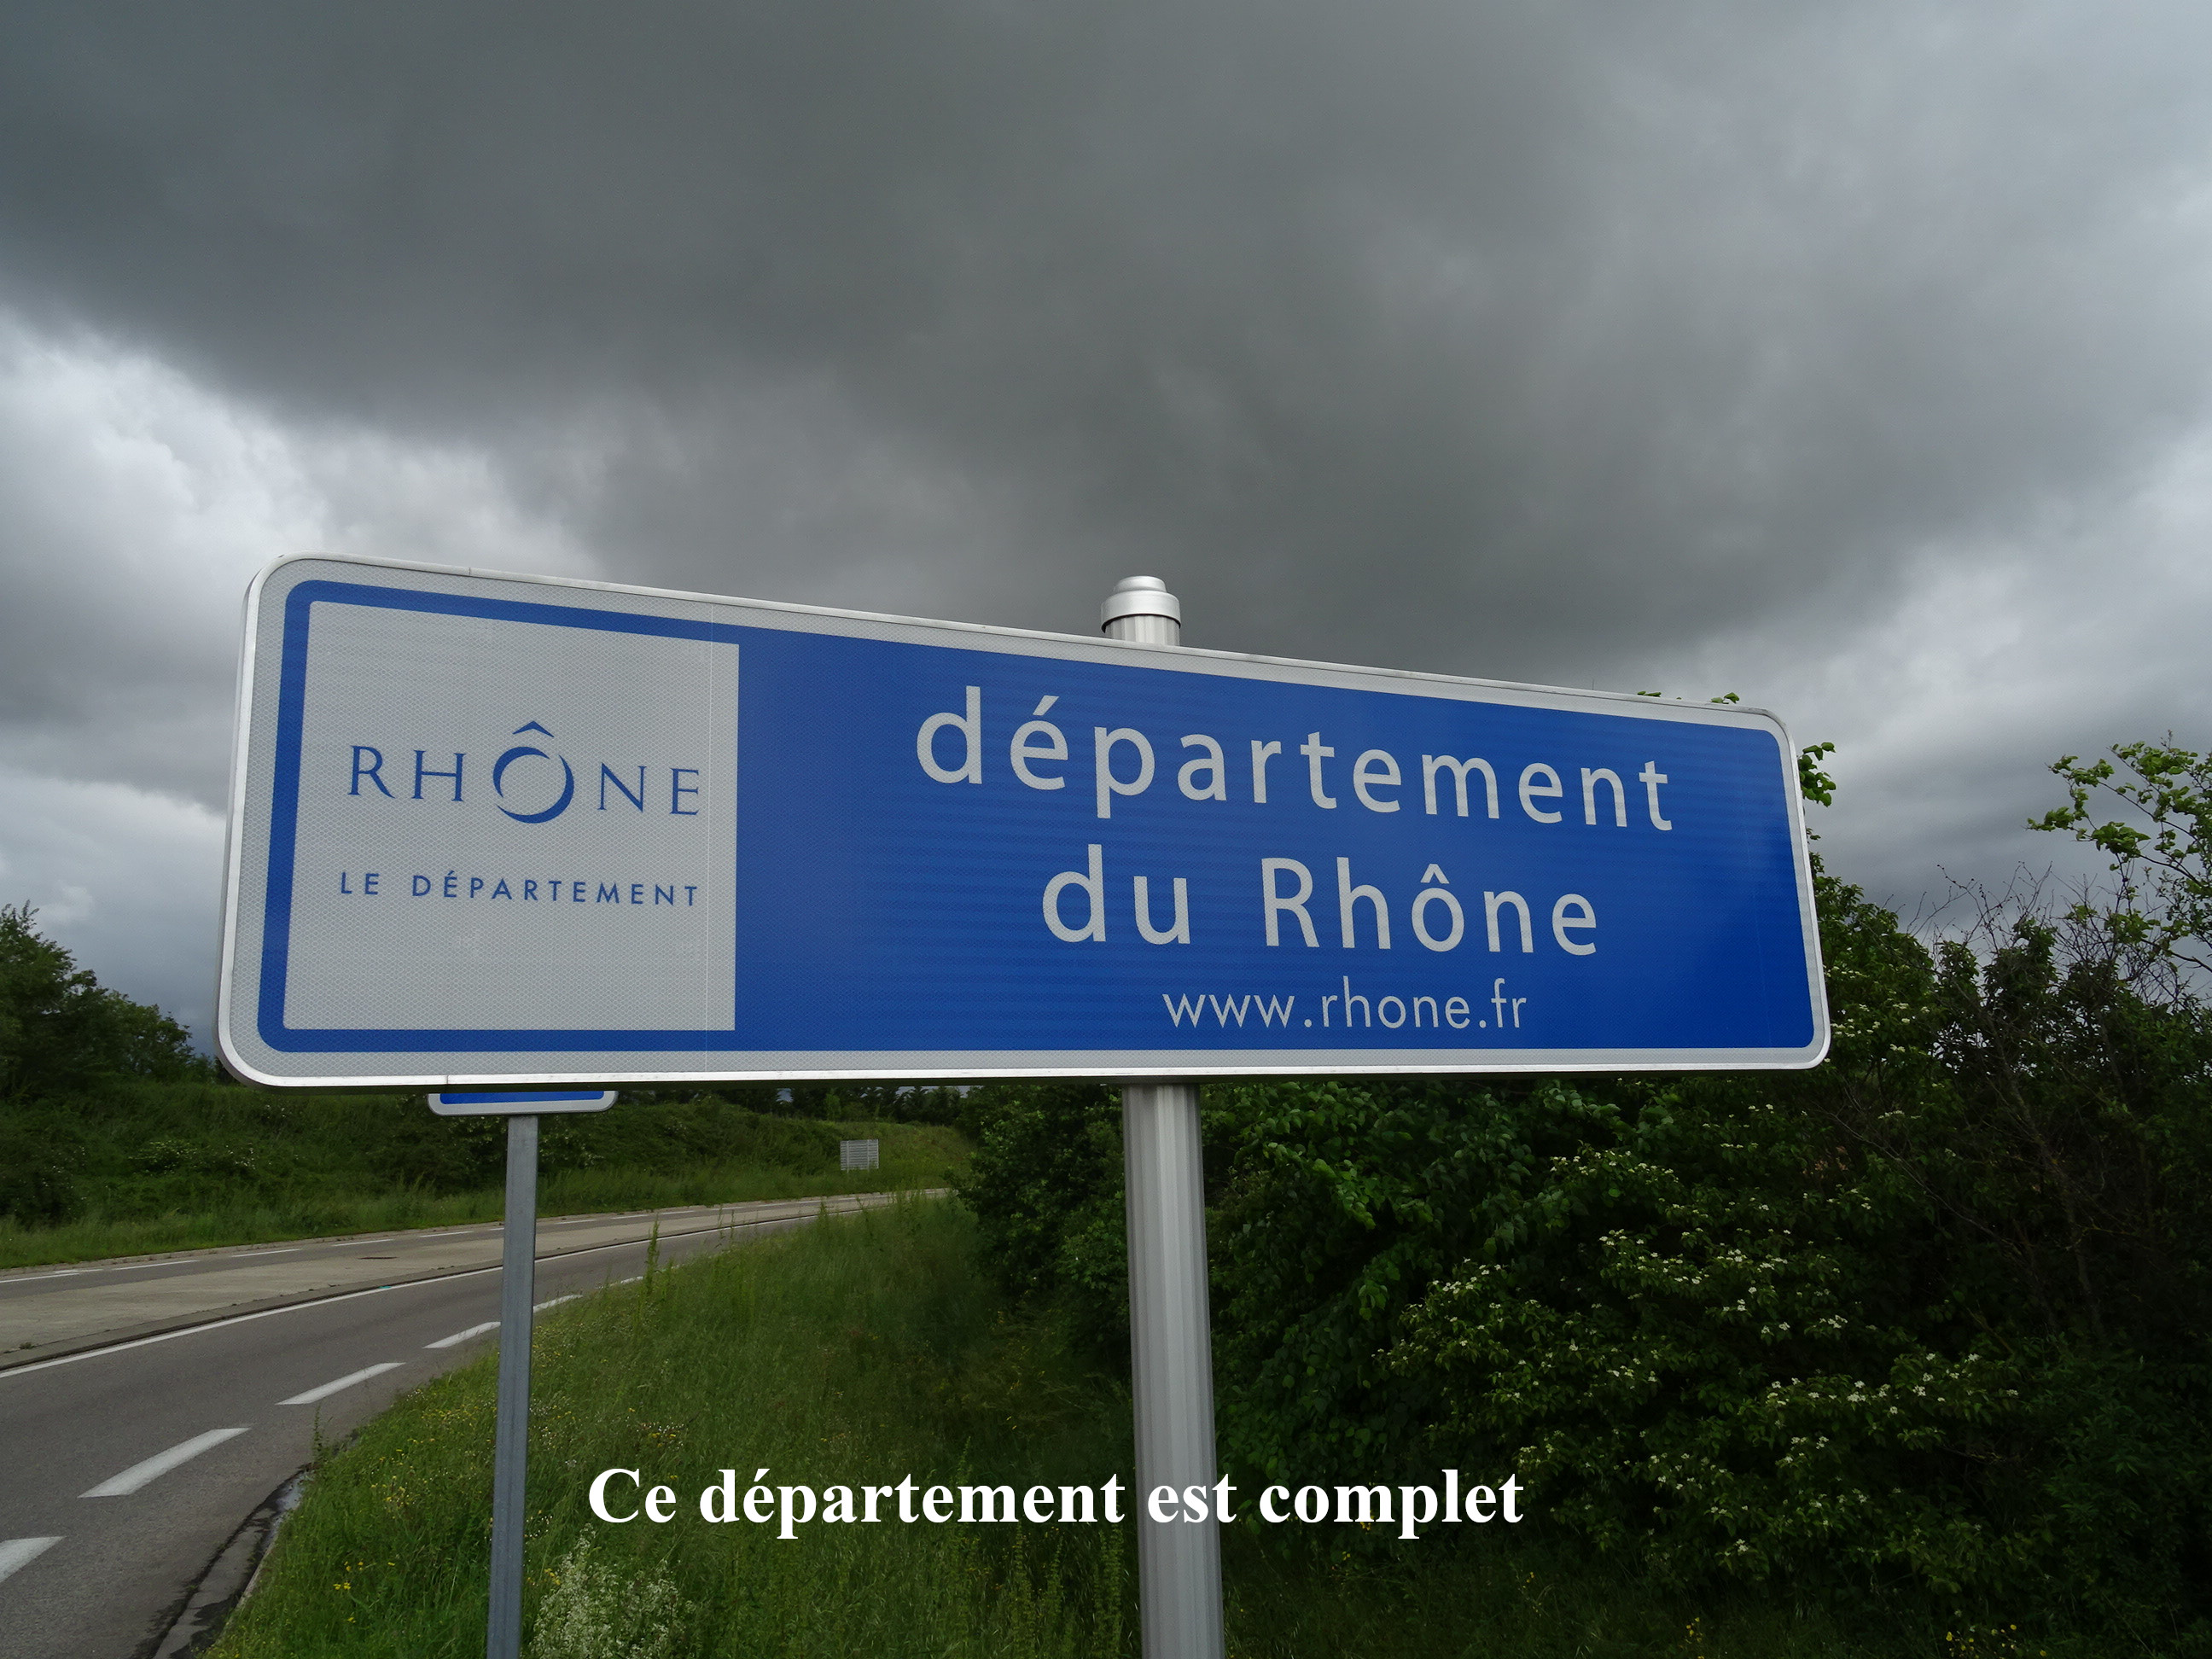 RHÔNE
LE DÉPARTEMENT
département
du Rhône
www.rhone.fr
Ce département est complet